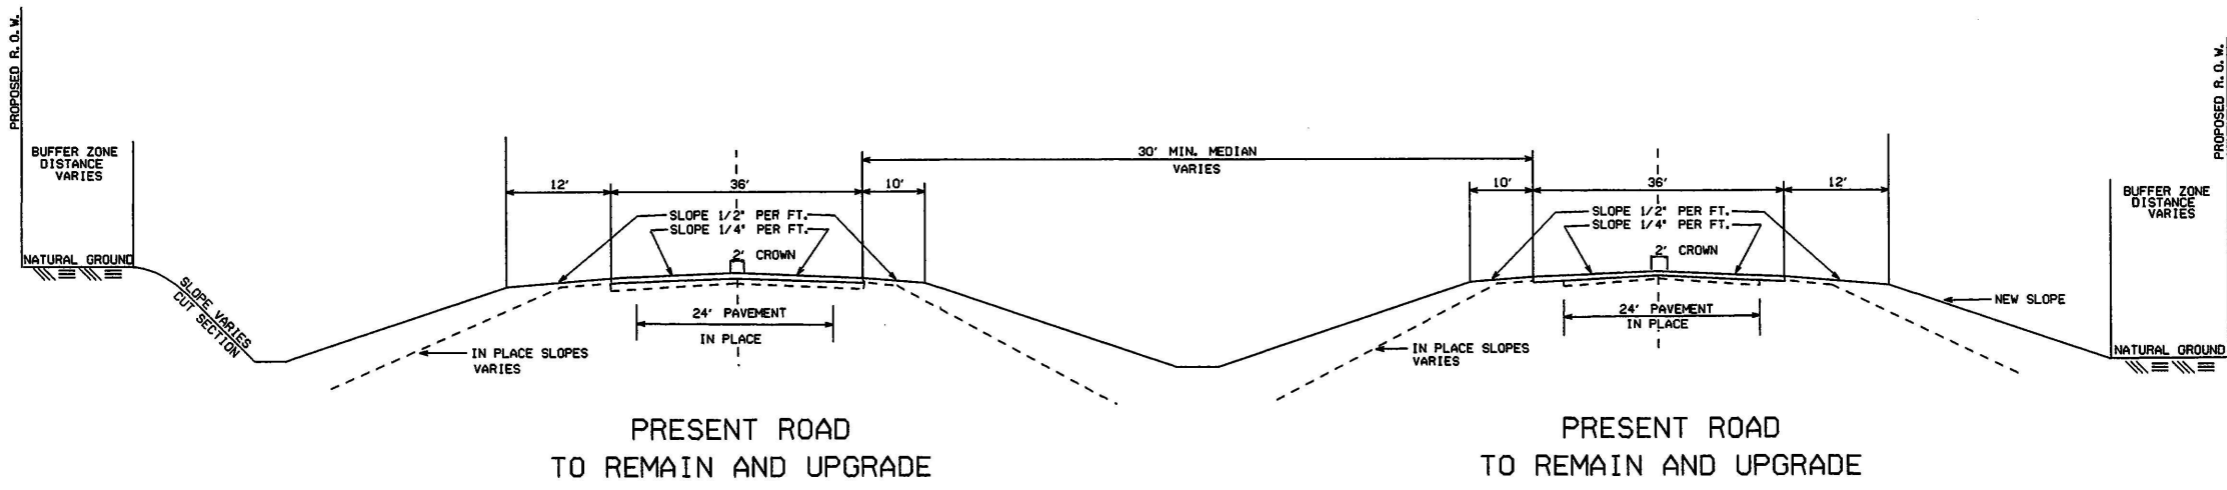 PROPOSED R. O. W.
BUFFER ZONE
DISTANCE
VARIES
NATURAL GROUND
SLOPE VARIES
CUT SECTION
12'
36'
10'
SLOPE 1/2" PER FT.
SLOPE 1/4" PER FT.
2' CROWN
24' PAVEMENT
IN PLACE
IN PLACE SLOPES
VARIES
PRESENT ROAD
TO REMAIN AND UPGRADE
30' MIN. MEDIAN
VARIES
10'
36'
12'
SLOPE 1/2" PER FT.
SLOPE 1/4" PER FT.
2' CROWN
24' PAVEMENT
IN PLACE
IN PLACE SLOPES
VARIES
NEW SLOPE
PRESENT ROAD
TO REMAIN AND UPGRADE
PROPOSED R. O. W.
BUFFER ZONE
DISTANCE
VARIES
NATURAL GROUND